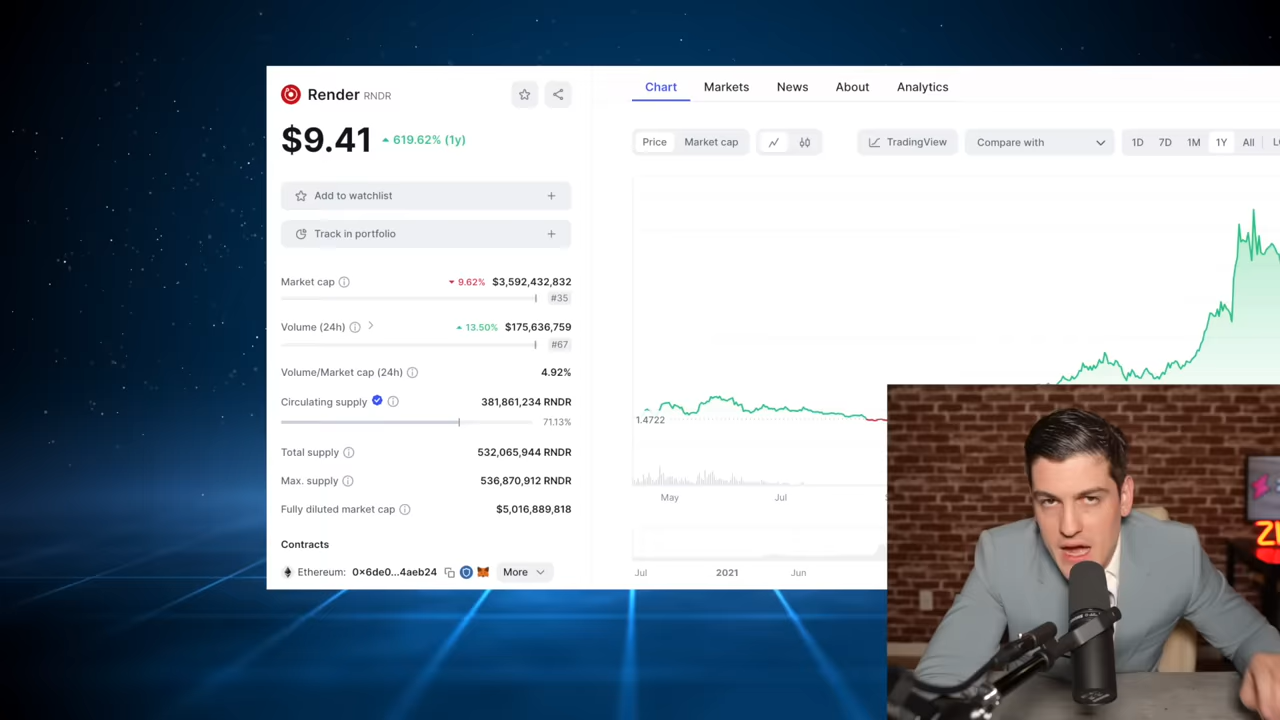 Render RNDR
$9.41 619.62% (1y)
Add to watchlist
Track in portfolio
Market cap 9.62% $3,592,432,832
#35
Volume (24h) 13.50% $175,636,759
#67
Volume/Market cap (24h) 4.92%
Circulating supply 381,861,234 RNDR
71.13%
Total supply 532,065,944 RNDR
Max. supply 536,870,912 RNDR
Fully diluted market cap $5,016,889,818
Contracts
Ethereum: 0x6de0...4aeb24 More
Chart Markets News About Analytics
Price Market cap TradingView Compare with 1D 7D 1M 1Y All
1.4722
May Jul
Jul 2021 Jun